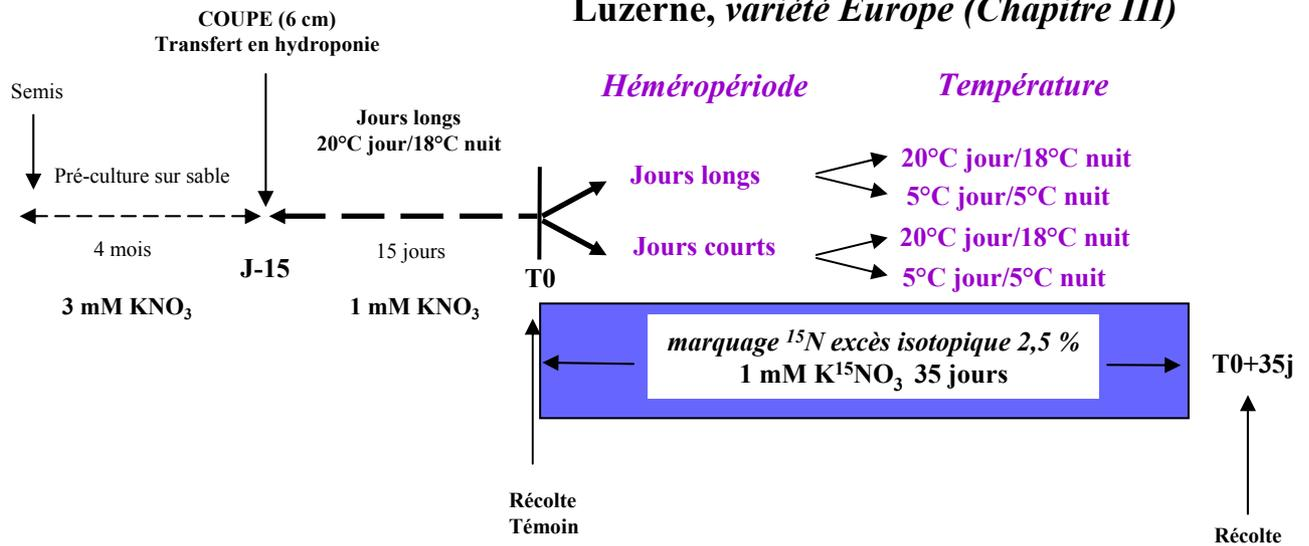 Luzerne, variété Europe (Chapitre III)
COUPE (6 cm)
Transfert en hydroponie
Semis
Pré-culture sur sable
4 mois
3 mM KNO₃
J-15
Jours longs
20°C jour/18°C nuit
15 jours
1 mM KNO₃
T0
Héméropériode
Température
Jours longs
20°C jour/18°C nuit
5°C jour/5°C nuit
Jours courts
20°C jour/18°C nuit
5°C jour/5°C nuit
marquage ¹⁵N excès isotopique 2,5 %
1 mM K¹⁵NO₃ 35 jours
T0+35j
Récolte
Témoin
Récolte